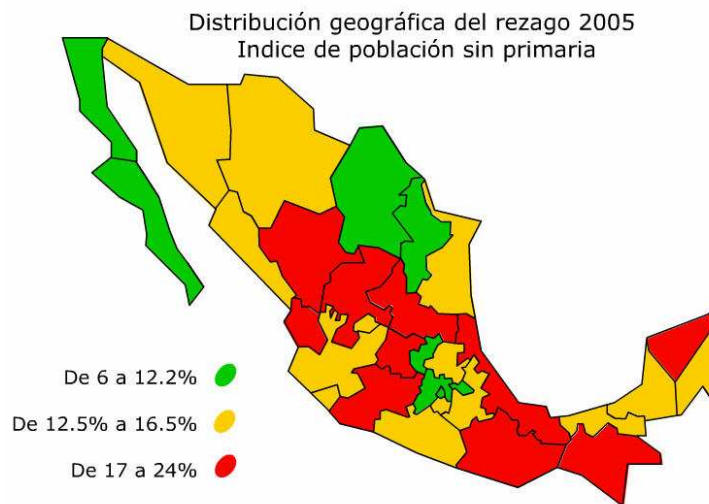 Distribución geográfica del rezago 2005
Indice de población sin primaria
De 6 a 12.2%
De 12.5% a 16.5%
De 17 a 24%